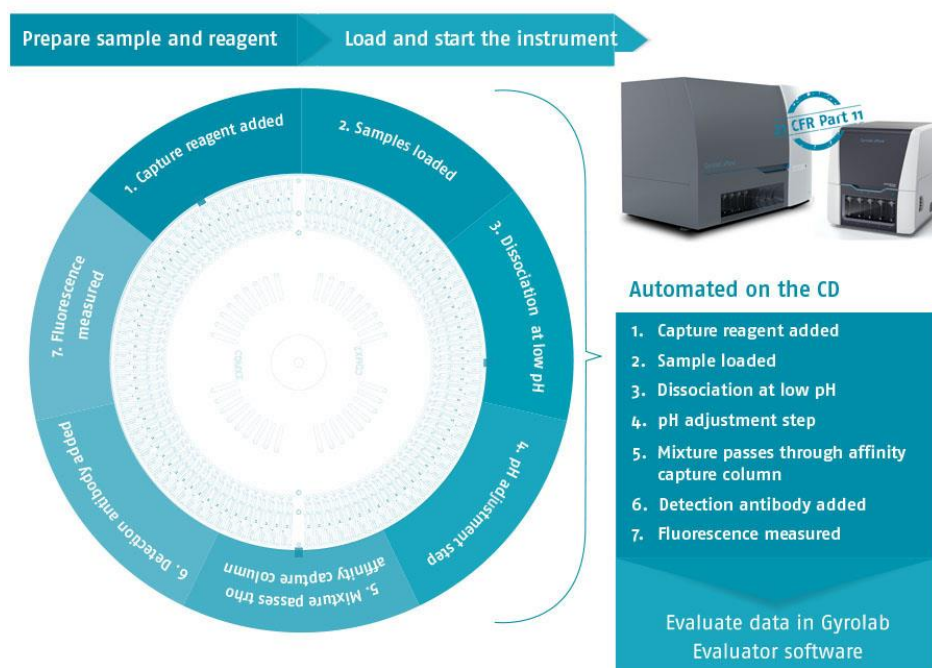 Prepare sample and reagent
Load and start the instrument
1. Capture reagent added
2. Samples loaded
3. Dissociation at low pH
4. pH adjustment step
5. Mixture passes trho
affinity capture column
6. Detection antibody added
7. Fluorescence
measured
CFR Part 11
Automated on the CD
1. Capture reagent added
2. Sample loaded
3. Dissociation at low pH
4. pH adjustment step
5. Mixture passes through affinity
capture column
6. Detection antibody added
7. Fluorescence measured
Evaluate data in Gyrolab
Evaluator software